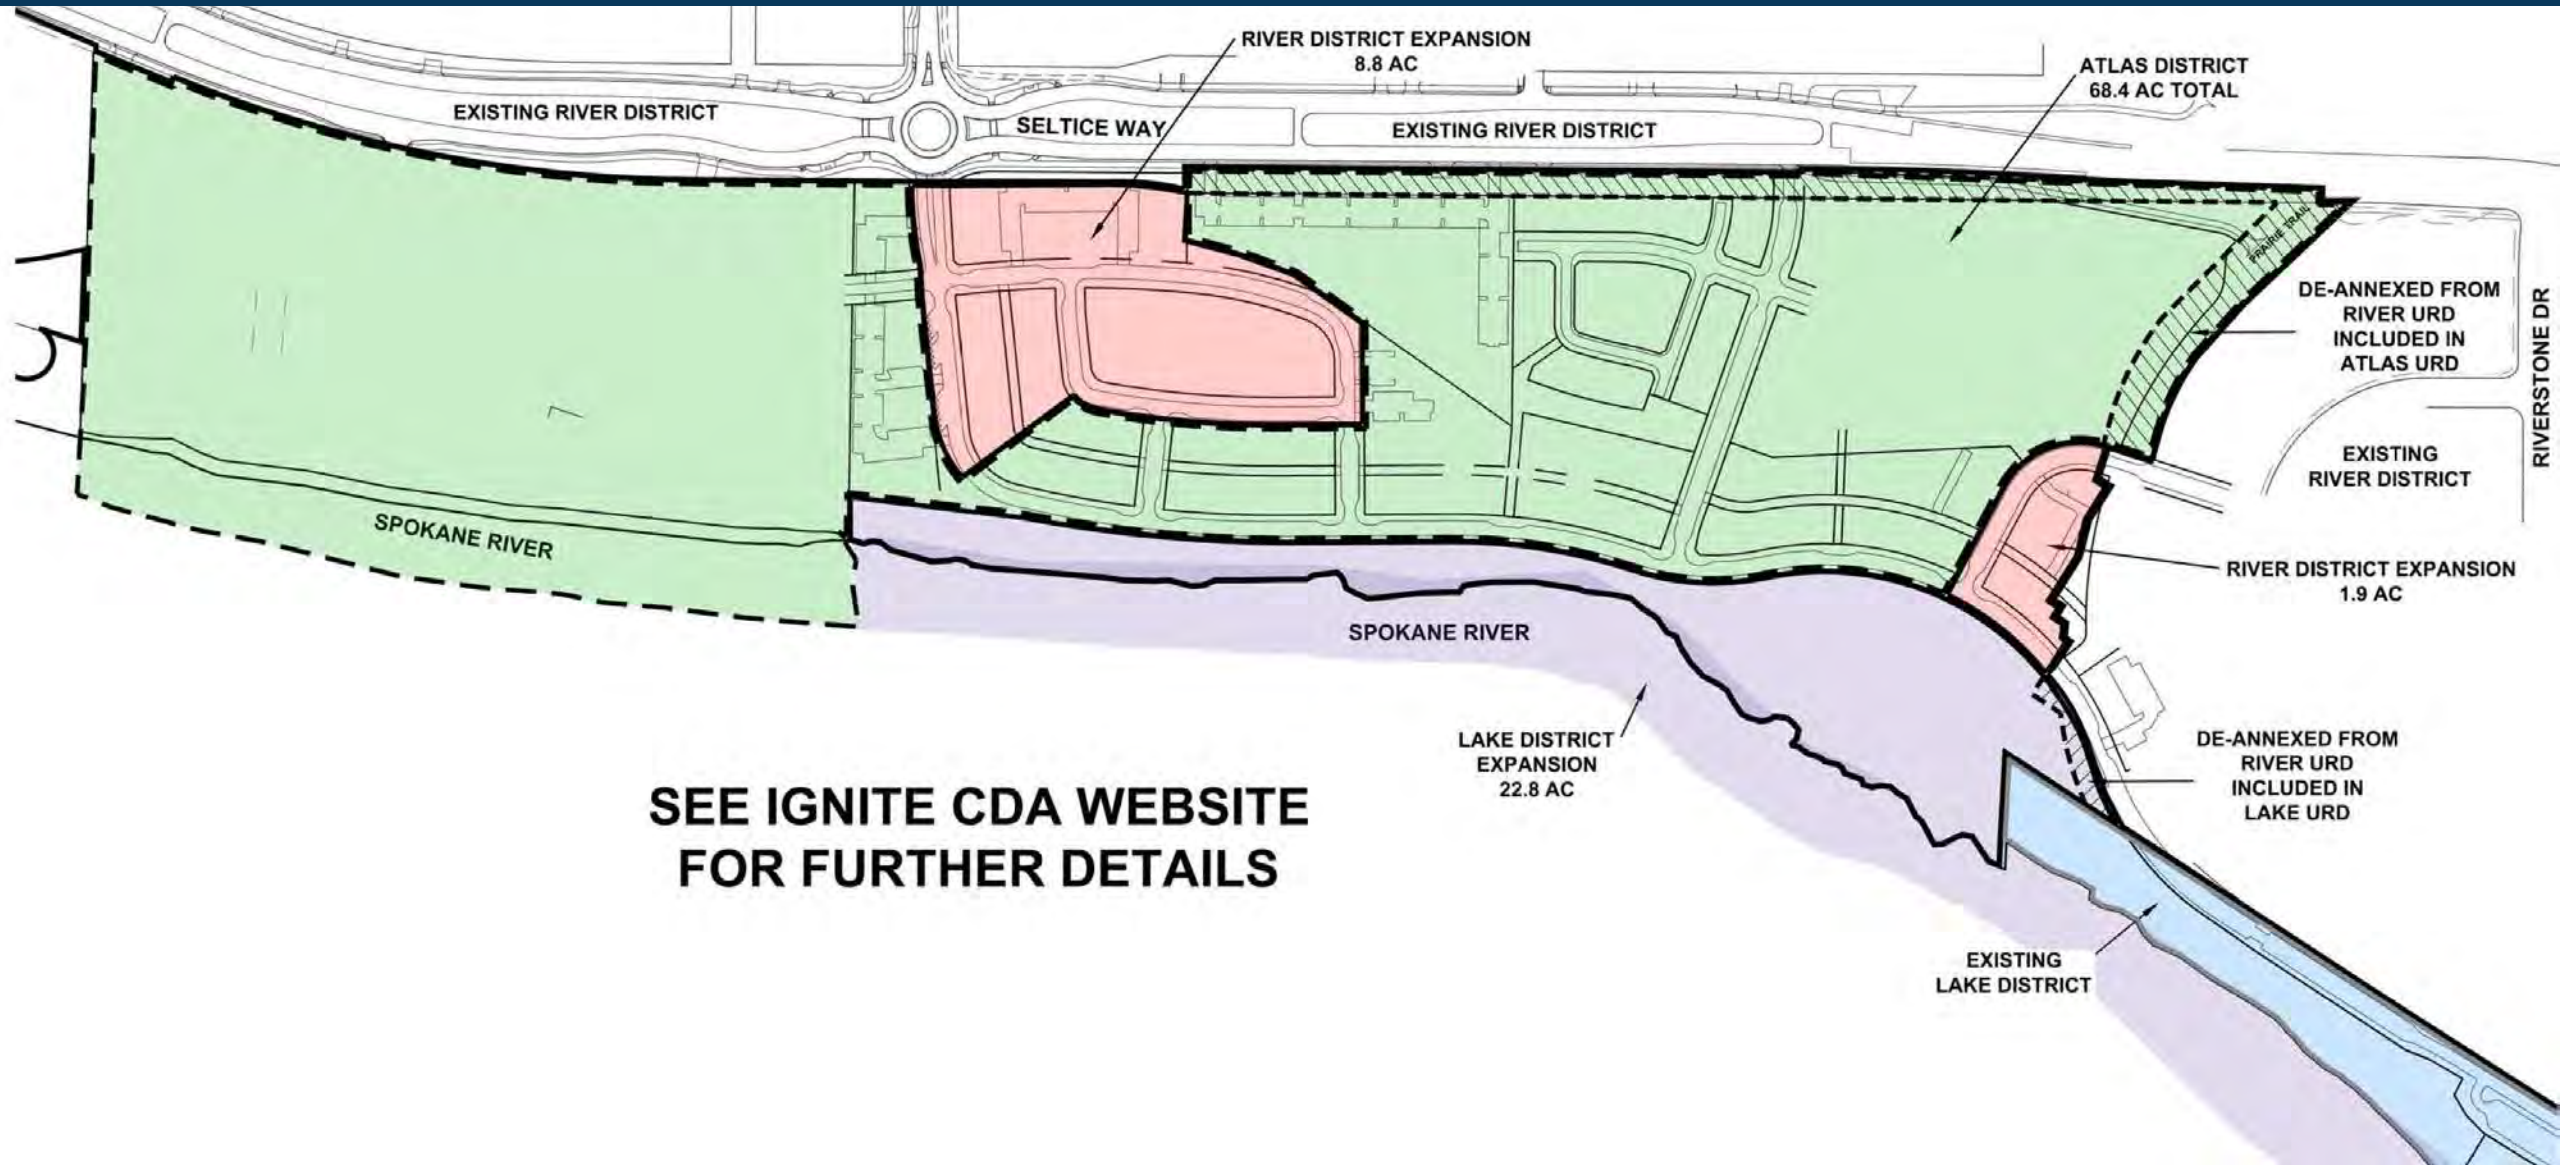 RIVER DISTRICT EXPANSION
8.8 AC
ATLAS DISTRICT
68.4 AC TOTAL
EXISTING RIVER DISTRICT
SELTICE WAY
EXISTING RIVER DISTRICT
PRAIRIE TRAIL
DE-ANNEXED FROM
RIVER URD
INCLUDED IN
ATLAS URD
RIVERSTONE DR
EXISTING
RIVER DISTRICT
SPOKANE RIVER
RIVER DISTRICT EXPANSION
1.9 AC
SPOKANE RIVER
LAKE DISTRICT
EXPANSION
22.8 AC
DE-ANNEXED FROM
RIVER URD
INCLUDED IN
LAKE URD
SEE IGNITE CDA WEBSITE
FOR FURTHER DETAILS
EXISTING
LAKE DISTRICT